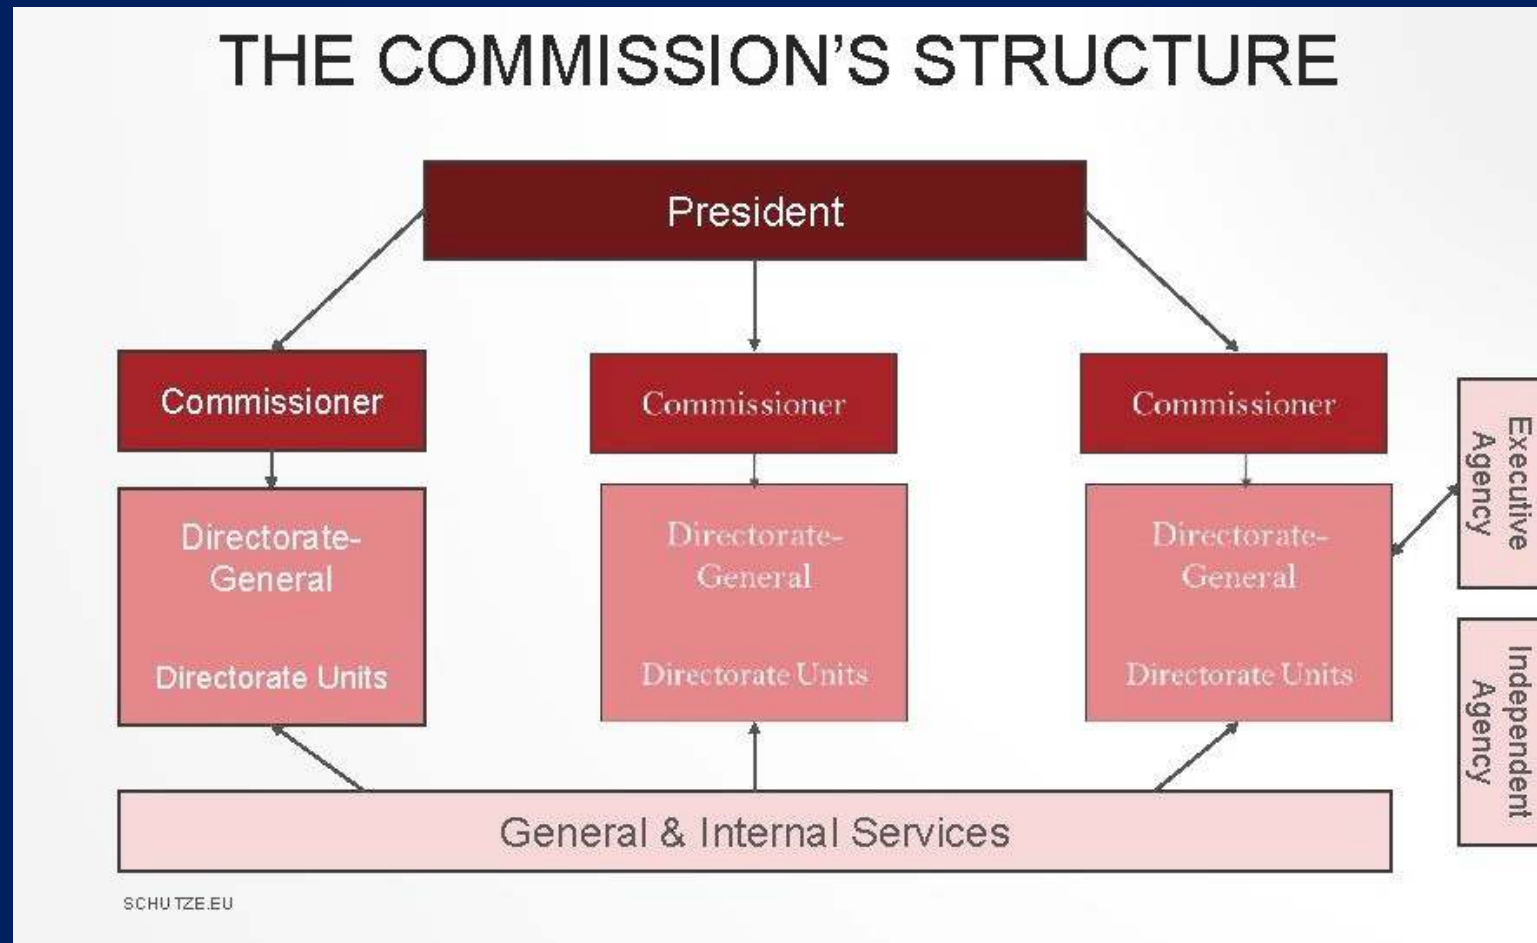 THE COMMISSION'S STRUCTURE
President
Commissioner
Commissioner
Commissioner
Executive
Agency
Directorate-
General
Directorate Units
Directorate-
General
Directorate Units
Directorate-
General
Directorate Units
Independent
Agency
General & Internal Services
SCHUTZE.EU